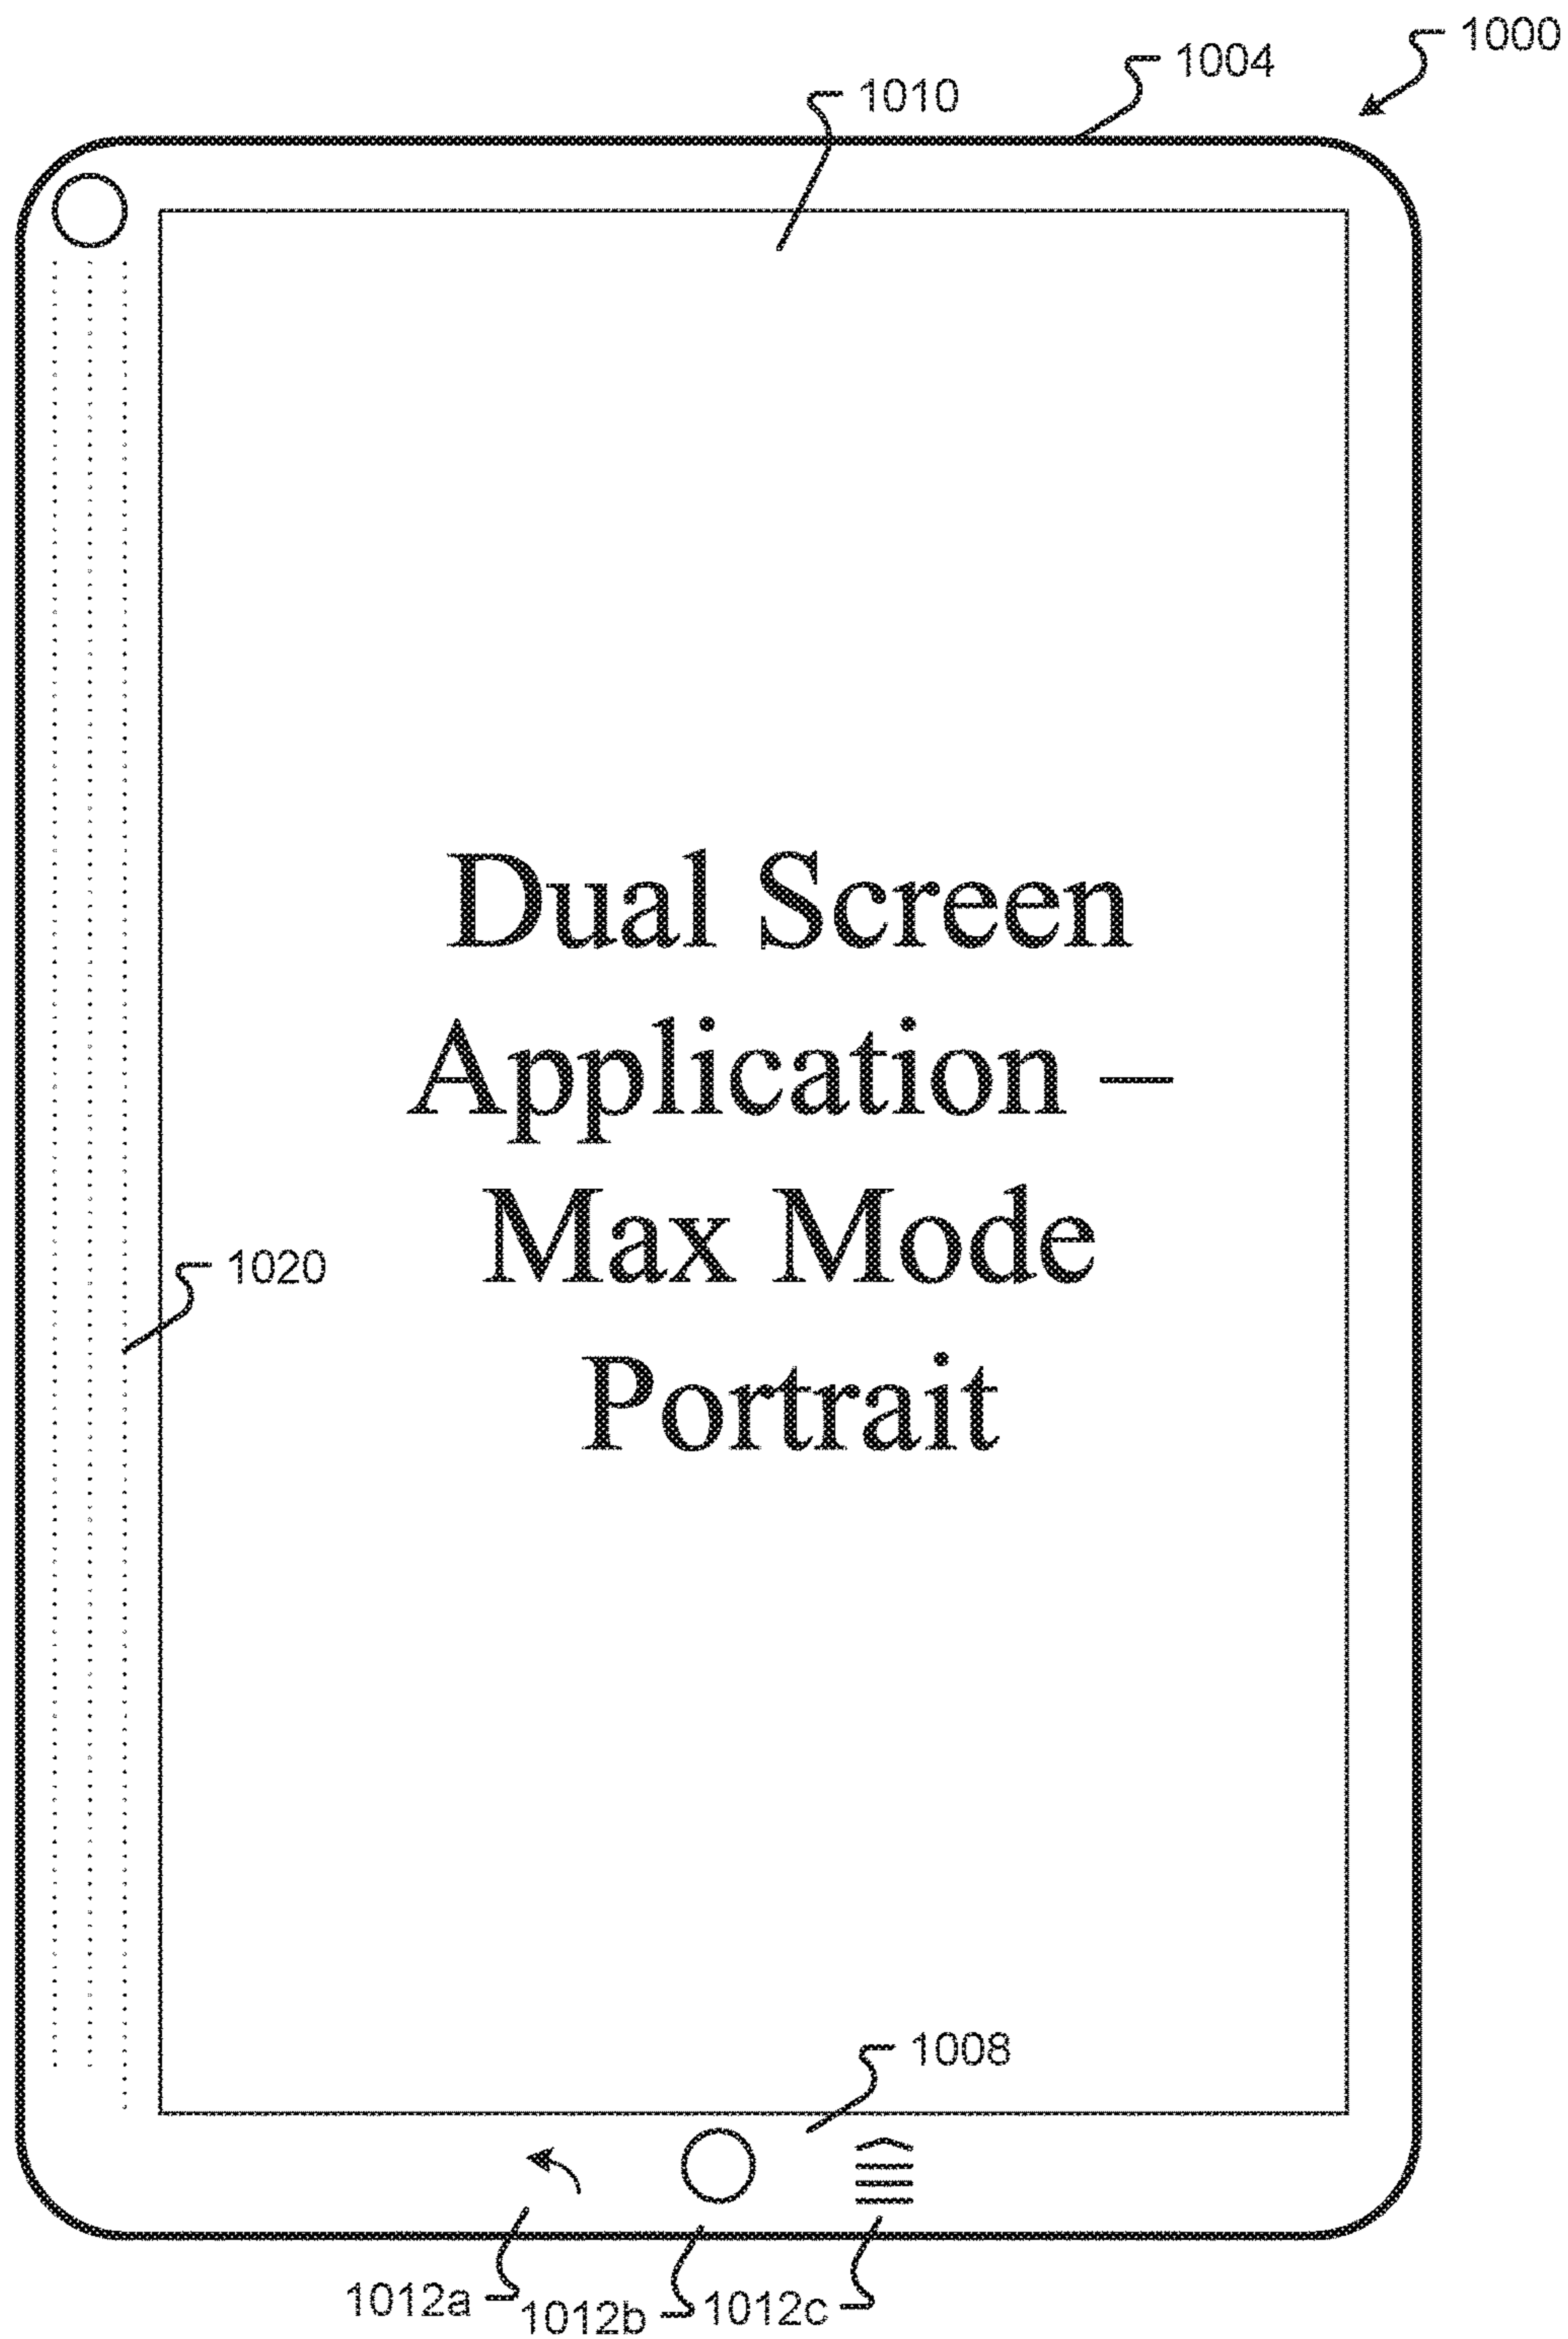 1000
1004
1010
Dual Screen
Application –
Max Mode
Portrait
1020
1008
1012a
1012b
1012c